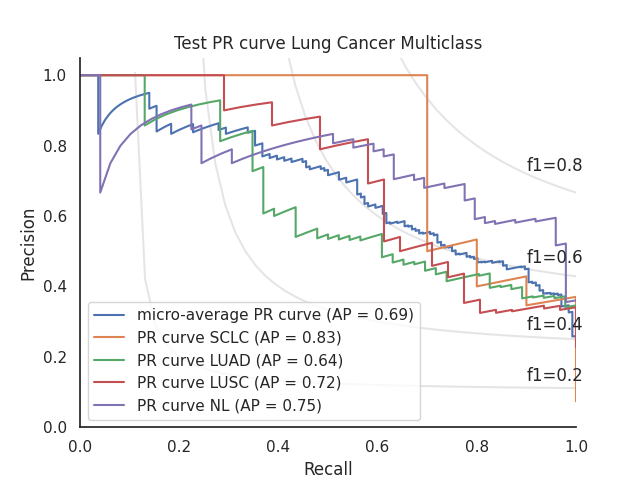 Test PR curve Lung Cancer Multiclass
1.0
0.8
0.6
0.4
0.2
0.0
Precision
f1=0.8
f1=0.6
f1=0.4
f1=0.2
micro-average PR curve (AP = 0.69)
PR curve SCLC (AP = 0.83)
PR curve LUAD (AP = 0.64)
PR curve LUSC (AP = 0.72)
PR curve NL (AP = 0.75)
0.0 0.2 0.4 0.6 0.8 1.0
Recall